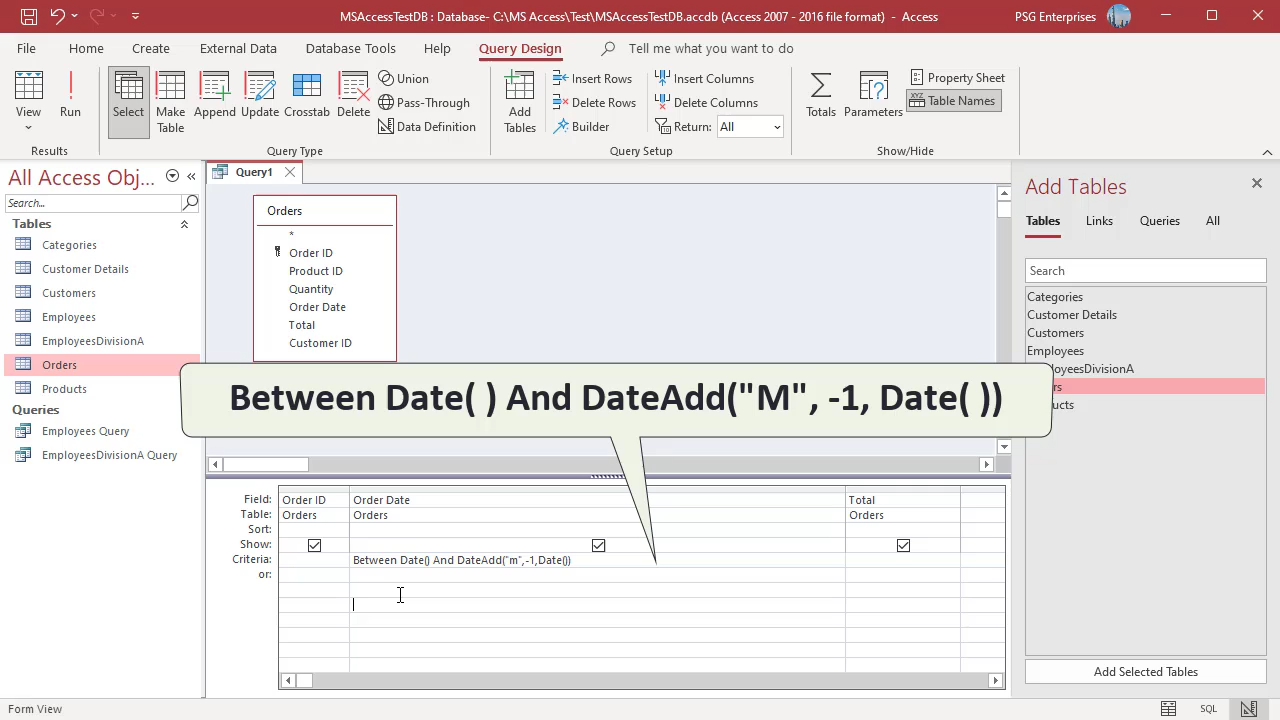 MSAccessTestDB : Database- C:\MS Access\Test\MSAccessTestDB.accdb (Access 2007 - 2016 file format) - Access
PSG Enterprises
File Home Create External Data Database Tools Help Query Design Tell me what you want to do
View
Run
Results
Select
Make
Table
Append
Update
Crosstab
Delete
Union
Pass-Through
Data Definition
Query Type
Add
Tables
Insert Rows
Delete Rows
Builder
Insert Columns
Delete Columns
Return: All
Query Setup
Totals
Parameters
Property Sheet
XYZ Table Names
Show/Hide
All Access Obj...
Search...
Tables
Categories
Customer Details
Customers
Employees
EmployeesDivisionA
Orders
Products
Queries
Employees Query
EmployeesDivisionA Query
Query1
Orders
*
Order ID
Product ID
Quantity
Order Date
Total
Customer ID
Between Date( ) And DateAdd("M", -1, Date( ))
Field: Order ID Order Date Total
Table: Orders Orders Orders
Sort:
Show:
Criteria: Between Date() And DateAdd("m",-1,Date())
or:
Add Tables
Tables Links Queries All
Search
Categories
Customer Details
Customers
Employees
EmployeesDivisionA
Add Selected Tables
Form View
SQL